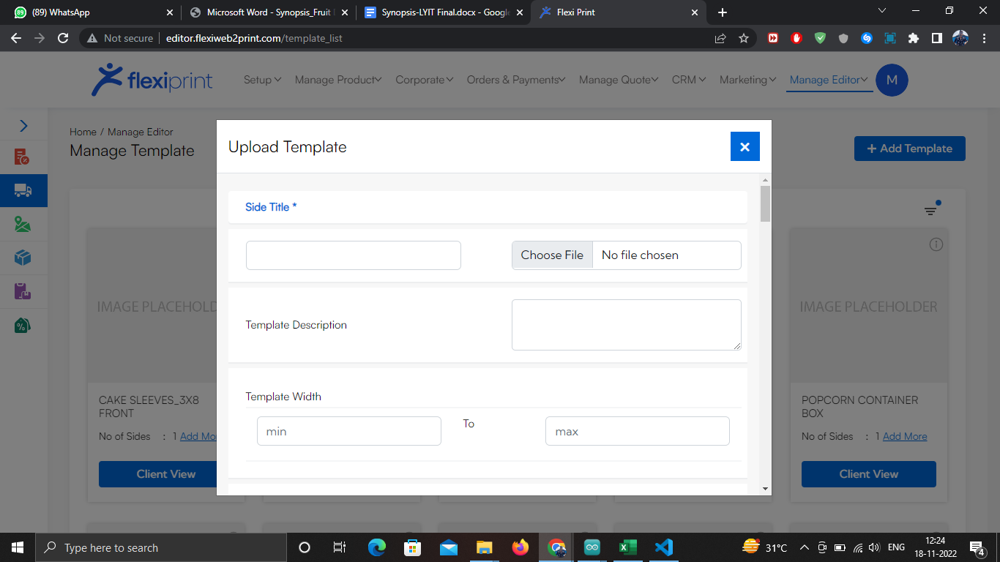 (89) WhatsApp
Microsoft Word - Synopsis_Fruit
Synopsis-LYIT Final.docx - Google
Flexi Print
Not secure
editor.flexiweb2print.com/template_list
flexiprint
Setup
Manage Product
Corporate
Orders & Payments
Manage Quote
CRM
Marketing
Manage Editor
M
Home / Manage Editor
Manage Template
+ Add Template
Upload Template
Side Title *
Choose File No file chosen
Template Description
Template Width
min
To
max
IMAGE PLACEHOLD
CAKE SLEEVES_3X8
FRONT
No of Sides : 1 Add Mo
Client View
IMAGE PLACEHOLDER
POPCORN CONTAINER
BOX
No of Sides : 1 Add More
Client View
Type here to search
31°C
ENG
12:24
18-11-2022
4